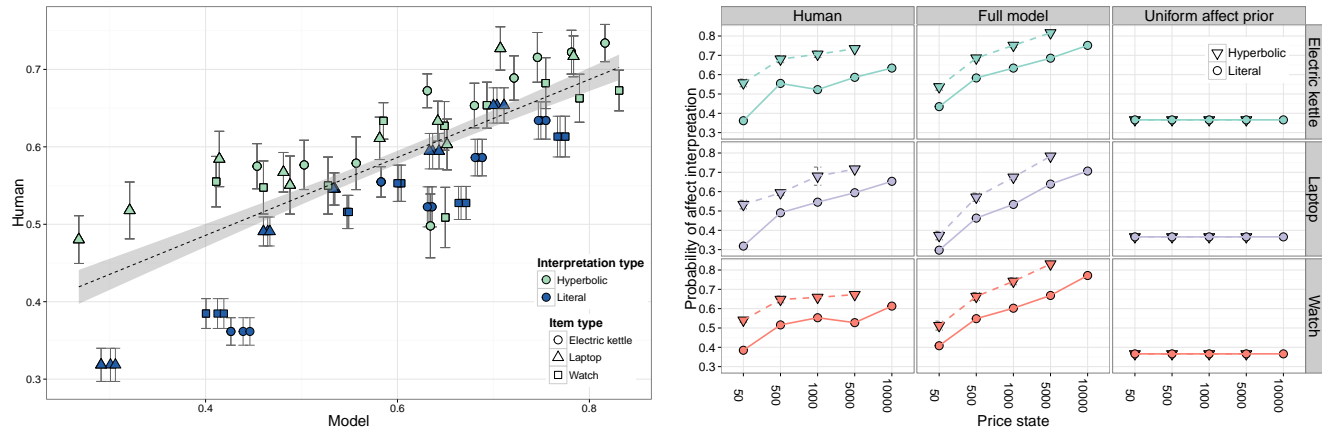 Human
0.7
0.6
0.5
0.4
0.3
0.4
0.6
0.8
Model
Interpretation type
Hyperbolic
Literal
Item type
Electric kettle
Laptop
Watch
Probability of affect interpretation
Human
Full model
Uniform affect prior
0.8
0.7
0.6
0.5
0.4
0.3
Electric kettle
Hyperbolic
Literal
0.8
0.7
0.6
0.5
0.4
0.3
Laptop
0.8
0.7
0.6
0.5
0.4
0.3
Watch
50
500
1000
5000
10000
50
500
1000
5000
10000
50
500
1000
5000
10000
Price state